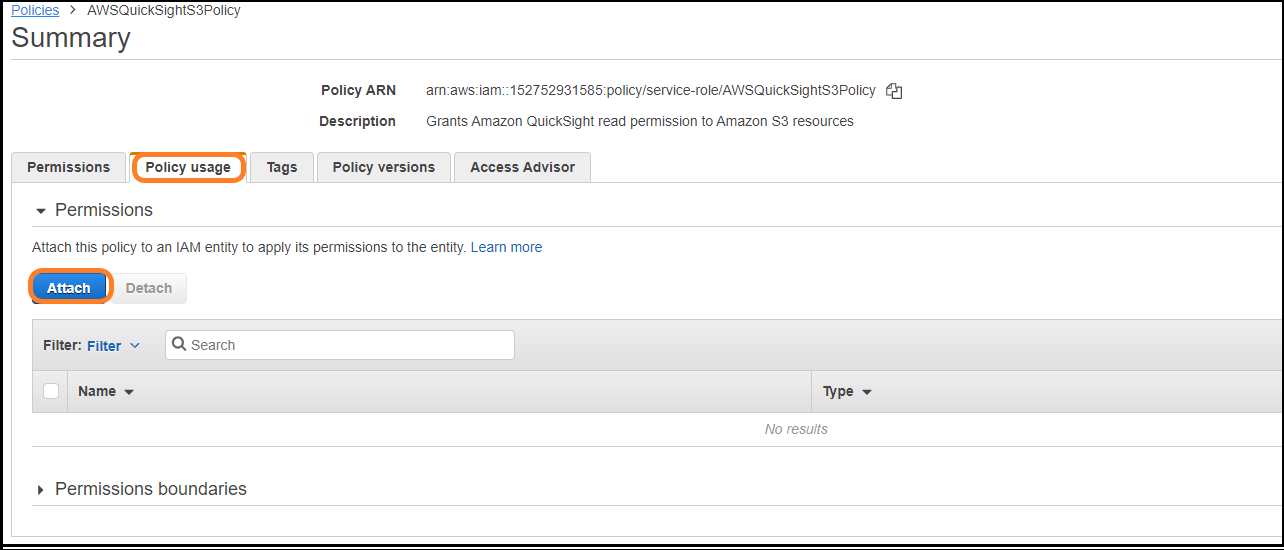 Policies > AWSQuickSightS3Policy
Summary
Policy ARN arn:aws:iam::152752931585:policy/service-role/AWSQuickSightS3Policy
Description Grants Amazon QuickSight read permission to Amazon S3 resources
Permissions Policy usage Tags Policy versions Access Advisor
Permissions
Attach this policy to an IAM entity to apply its permissions to the entity. Learn more
Attach Detach
Filter: Filter Search
Name Type
No results
Permissions boundaries